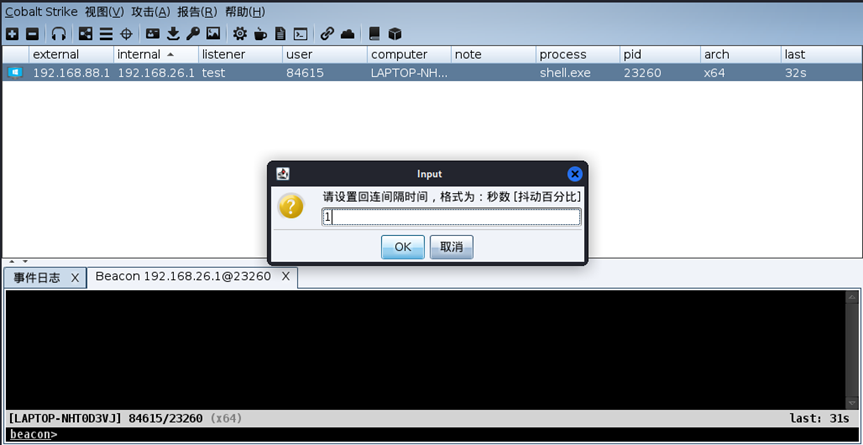 Cobalt Strike 视图(V) 攻击(A) 报告(R) 帮助(H)
external internal listener user computer note process pid arch last
192.168.88.1 192.168.26.1 test 84615 LAPTOP-NH... shell.exe 23260 x64 32s
Input
请设置回连间隔时间，格式为：秒数 [抖动百分比]
1
OK 取消
事件日志 X Beacon 192.168.26.1@23260 X
[LAPTOP-NHT0D3VJ] 84615/23260 (x64) last: 31s
beacon>